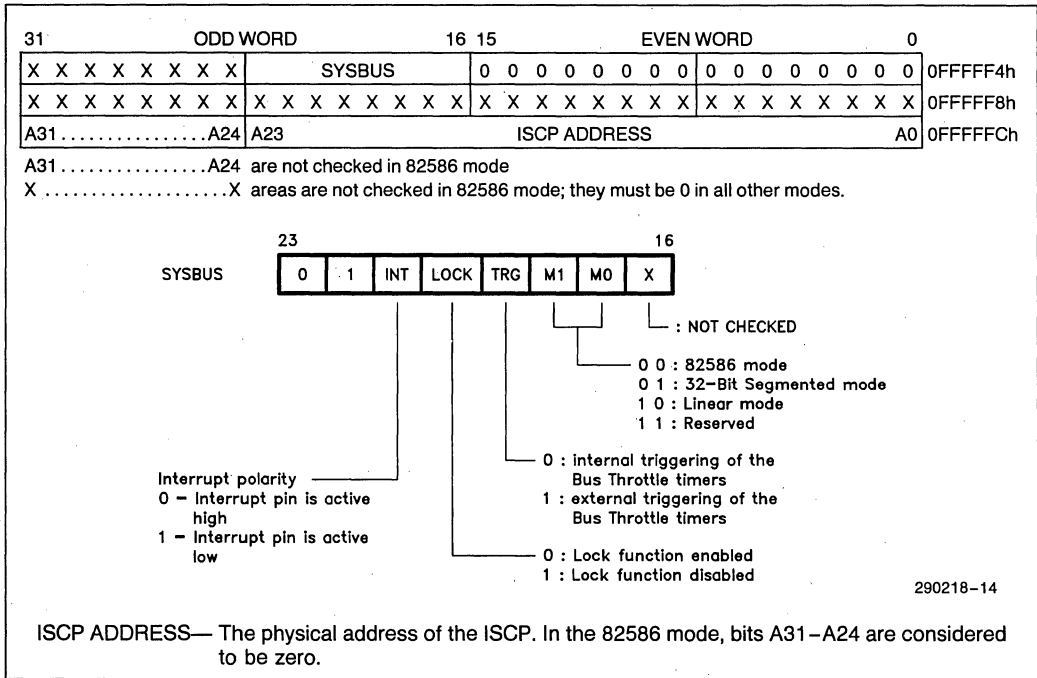 31 ODD WORD 16 15 EVEN WORD 0
X X X X X X X X SYSBUS 0 0 0 0 0 0 0 0 0 0 0 0 0 0 0 0 0FFFFF4h
X X X X X X X X X X X X X X X X X X X X X X X X X X X X X X X X 0FFFFF8h
A31................A24 A23 ISCP ADDRESS A0 0FFFFFCh
A31................A24 are not checked in 82586 mode
X ...................X areas are not checked in 82586 mode; they must be 0 in all other modes.
23 16
SYSBUS 0 1 INT LOCK TRG M1 M0 X
: NOT CHECKED
0 0 : 82586 mode
0 1 : 32-Bit Segmented mode
1 0 : Linear mode
1 1 : Reserved
0 : internal triggering of the
Bus Throttle timers
1 : external triggering of the
Bus Throttle timers
Interrupt polarity
0 – Interrupt pin is active
high
1 – Interrupt pin is active
low
0 : Lock function enabled
1 : Lock function disabled
290218–14
ISCP ADDRESS— The physical address of the ISCP. In the 82586 mode, bits A31–A24 are considered
to be zero.